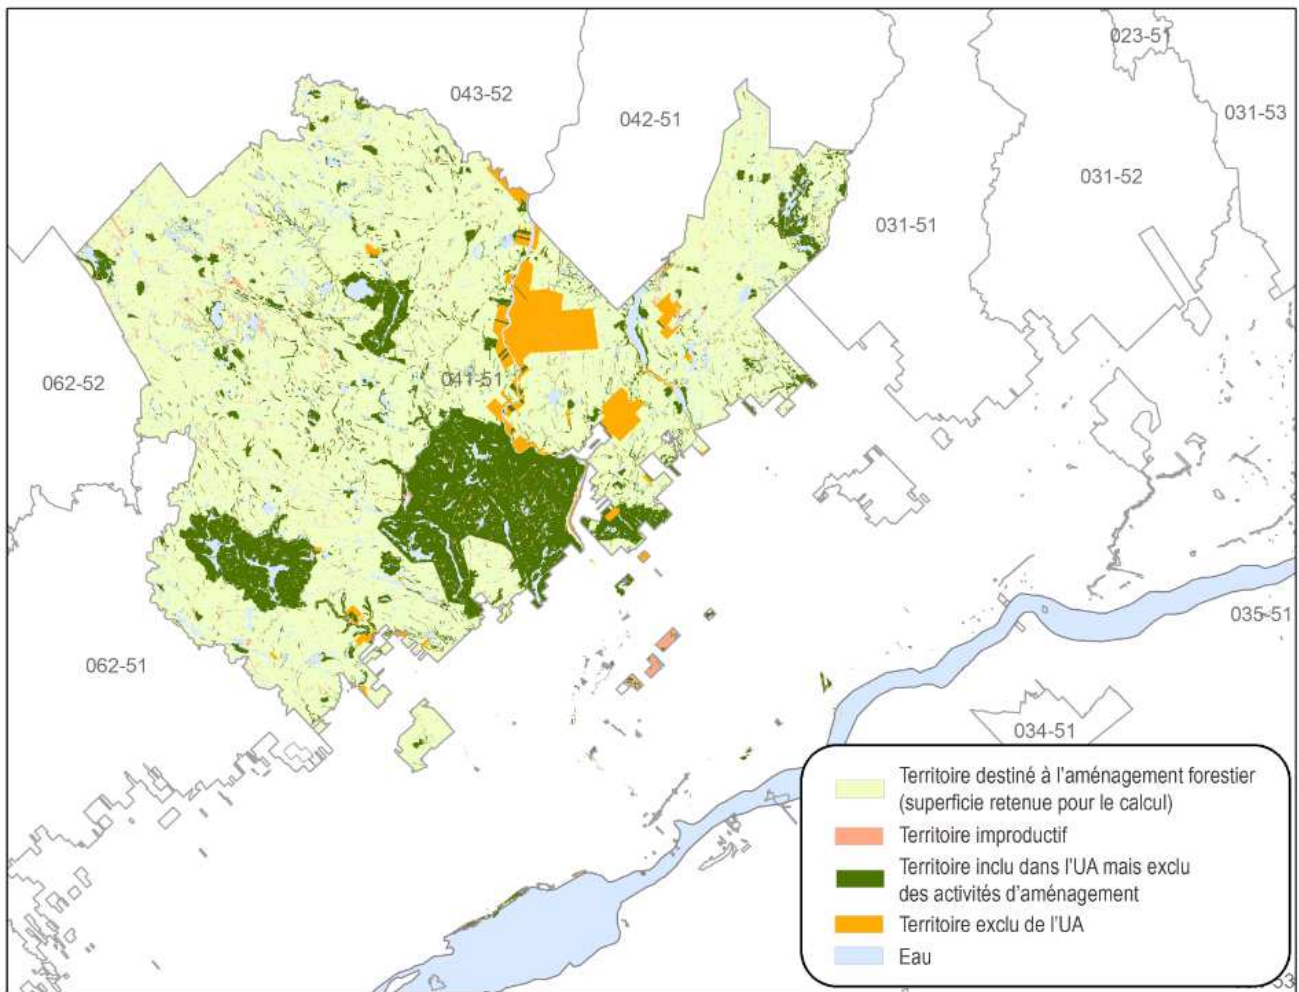 023-51
043-52
031-53
042-51
031-52
031-51
062-52
041-51
035-51
062-51
034-51
Territoire destiné à l'aménagement forestier
(superficie retenue pour le calcul)
Territoire improductif
Territoire inclu dans l'UA mais exclu
des activités d'aménagement
Territoire exclu de l'UA
Eau